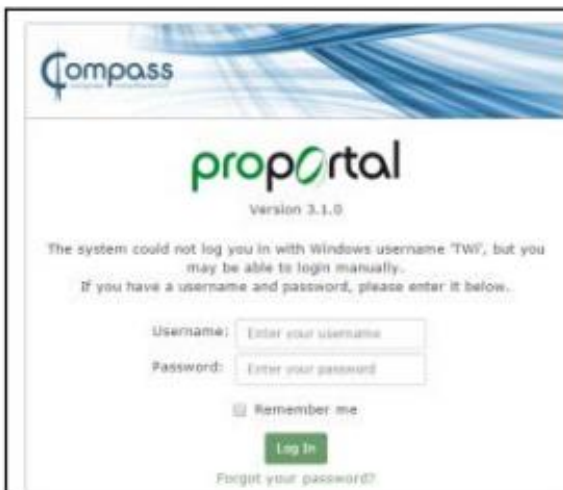 Compass
proportal
Version 3.1.0
The system could not log you in with Windows username 'TWI', but you
may be able to login manually.
If you have a username and password, please enter it below.
Username: Enter your username
Password: Enter your password
Remember me
Log In
Forgot your password?